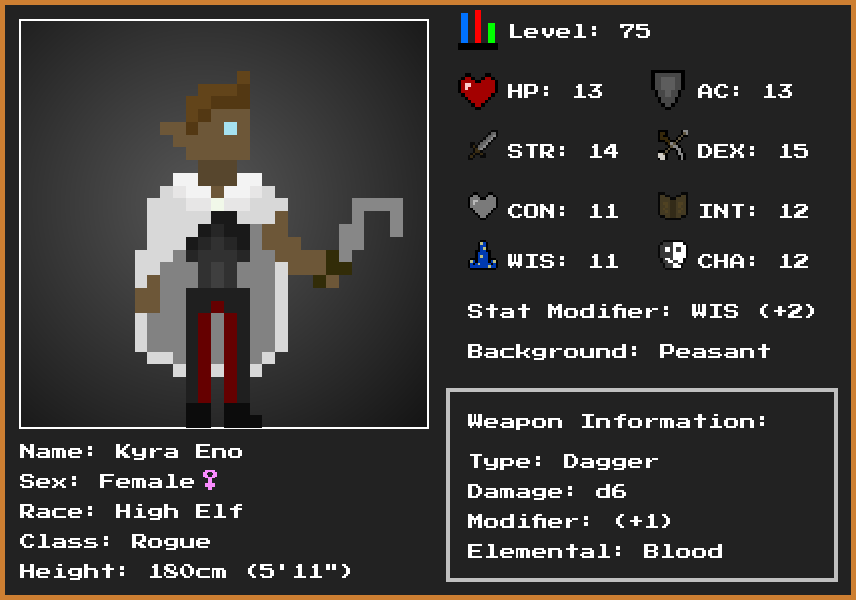 Level: 75
HP: 13
AC: 13
STR: 14
DEX: 15
CON: 11
INT: 12
WIS: 11
CHA: 12
Stat Modifier: WIS (+2)
Background: Peasant
Weapon Information:
Type: Dagger
Damage: d6
Modifier: (+1)
Elemental: Blood
Name: Kyra Eno
Sex: Female♀
Race: High Elf
Class: Rogue
Height: 180cm (5'11")